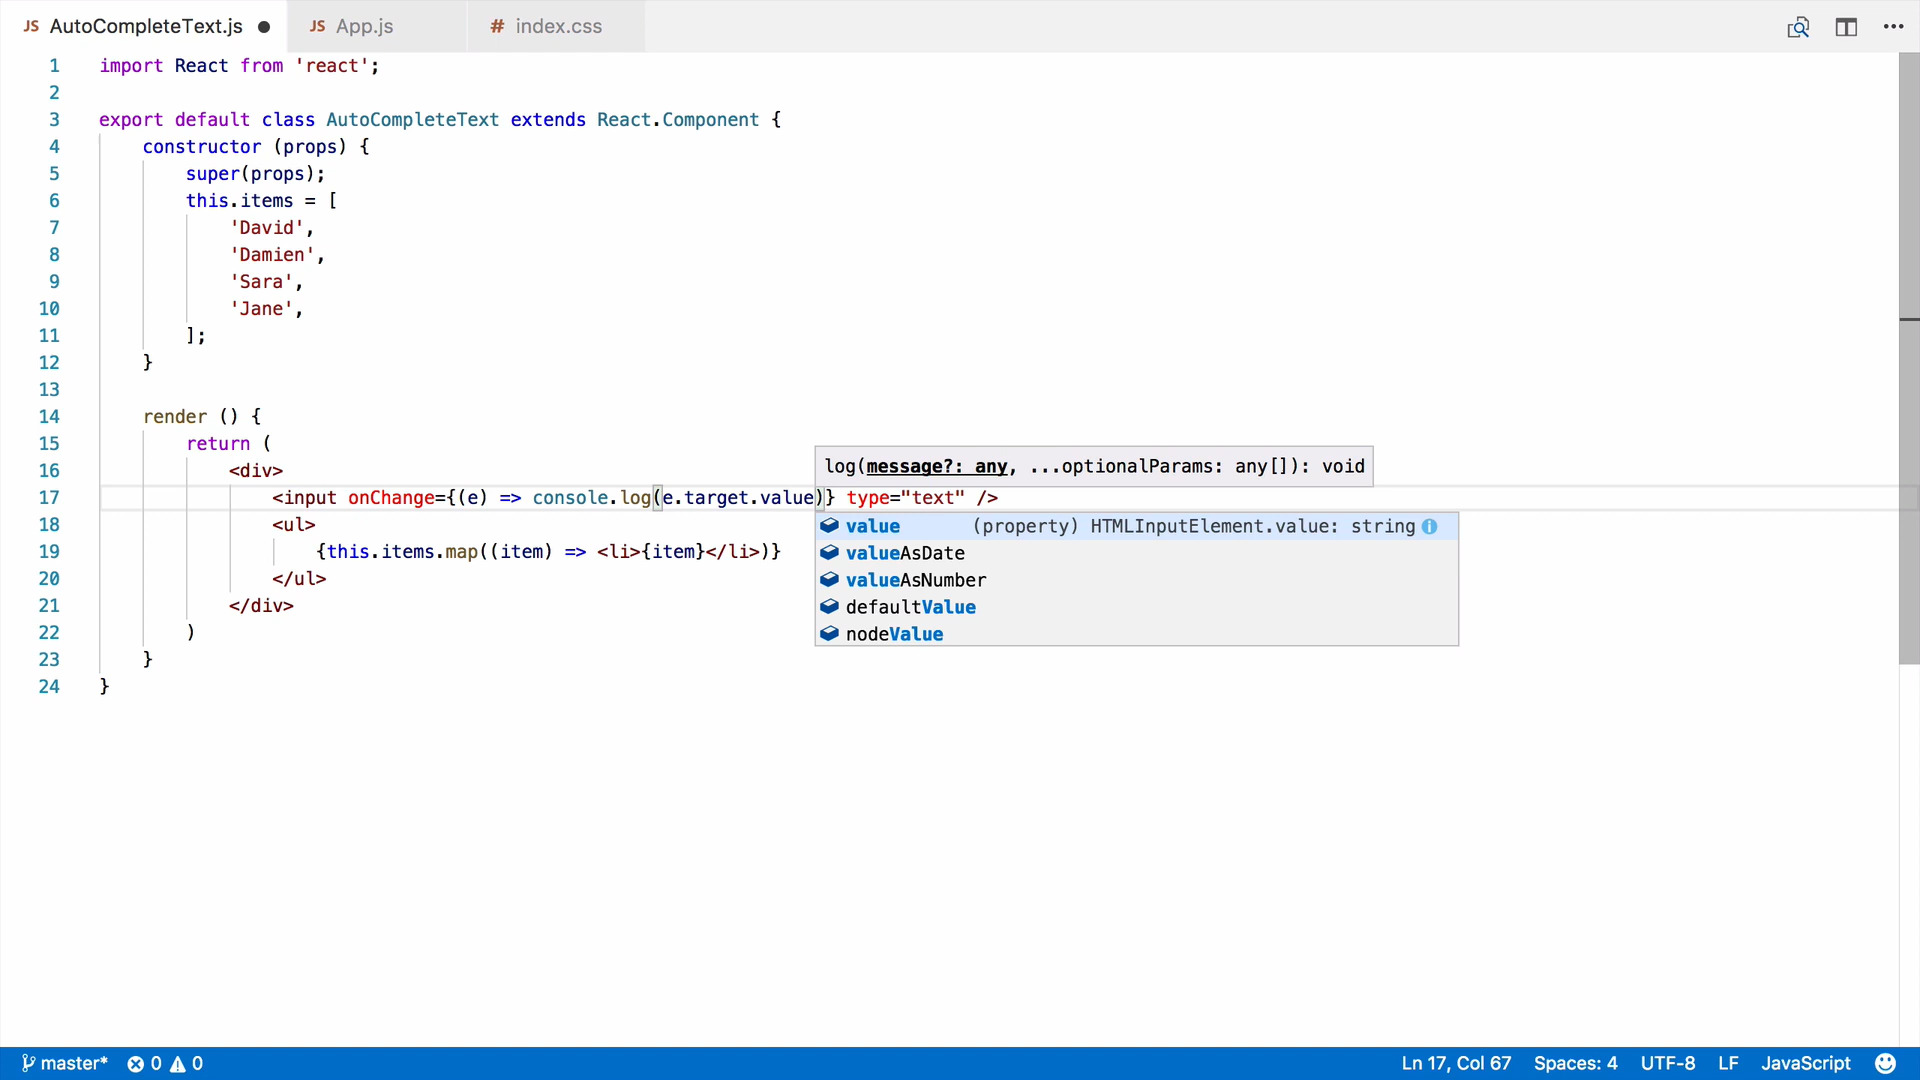 JS AutoCompleteText.js ● JS App.js # index.css
1 import React from 'react';
2
3 export default class AutoCompleteText extends React.Component {
4 constructor (props) {
5 super(props);
6 this.items = [
7 'David',
8 'Damien',
9 'Sara',
10 'Jane',
11 ];
12 }
13
14 render () {
15 return (
log(message?: any, ...optionalParams: any[]): void
16 <div>
17 <input onChange={(e) => console.log(e.target.value)} type="text" />
18 <ul>
19 {this.items.map((item) => <li>{item}</li>)}
20 </ul>
21 </div>
22 )
23 }
24 }
value (property) HTMLInputElement.value: string
valueAsDate
valueAsNumber
defaultValue
nodeValue
master* 0 0 Ln 17, Col 67 Spaces: 4 UTF-8 LF JavaScript